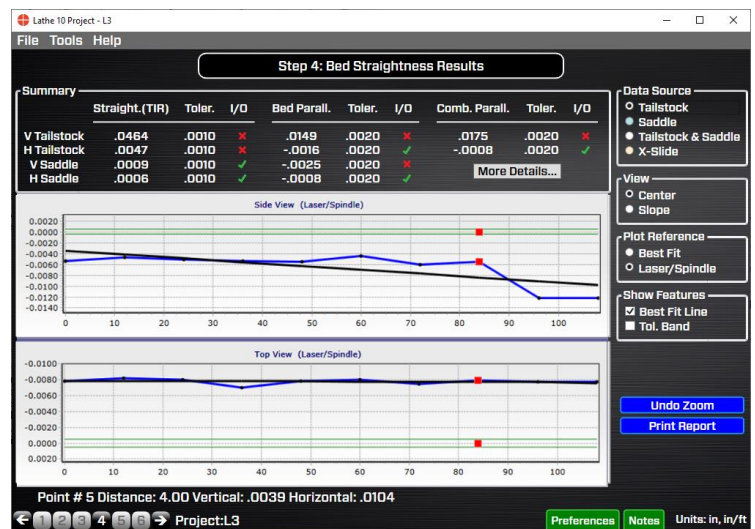 Lathe 10 Project - L3
File Tools Help
Step 4: Bed Straightness Results
Summary
Straight.(TIR) Toler. I/O Bed Parall. Toler. I/O Comb. Parall. Toler. I/O
V Tailstock .0464 .0010 ✗ .0149 .0020 ✗ .0175 .0020 ✗
H Tailstock .0047 .0010 ✗ -.0016 .0020 ✓ -.0008 .0020 ✓
V Saddle .0009 .0010 ✓ -.0025 .0020 ✗
H Saddle .0006 .0010 ✓ -.0008 .0020 ✓
More Details...
Data Source
Tailstock
Saddle
Tailstock & Saddle
X-Slide
View
Center
Slope
Plot Reference
Best Fit
Laser/Spindle
Show Features
Best Fit Line
Tol. Band
Side View (Laser/Spindle)
0.0020
0.0000
-0.0020
-0.0040
-0.0060
-0.0080
-0.0100
-0.0120
-0.0140
0 10 20 30 40 50 60 70 80 90 100
Top View (Laser/Spindle)
-0.0100
-0.0080
-0.0060
-0.0040
-0.0020
0.0000
0.0020
0 10 20 30 40 50 60 70 80 90 100
Undo Zoom
Print Report
Point # 5 Distance: 4.00 Vertical: .0039 Horizontal: .0104
1 2 3 4 5 6 Project:L3
Preferences Notes Units: in, in/ft